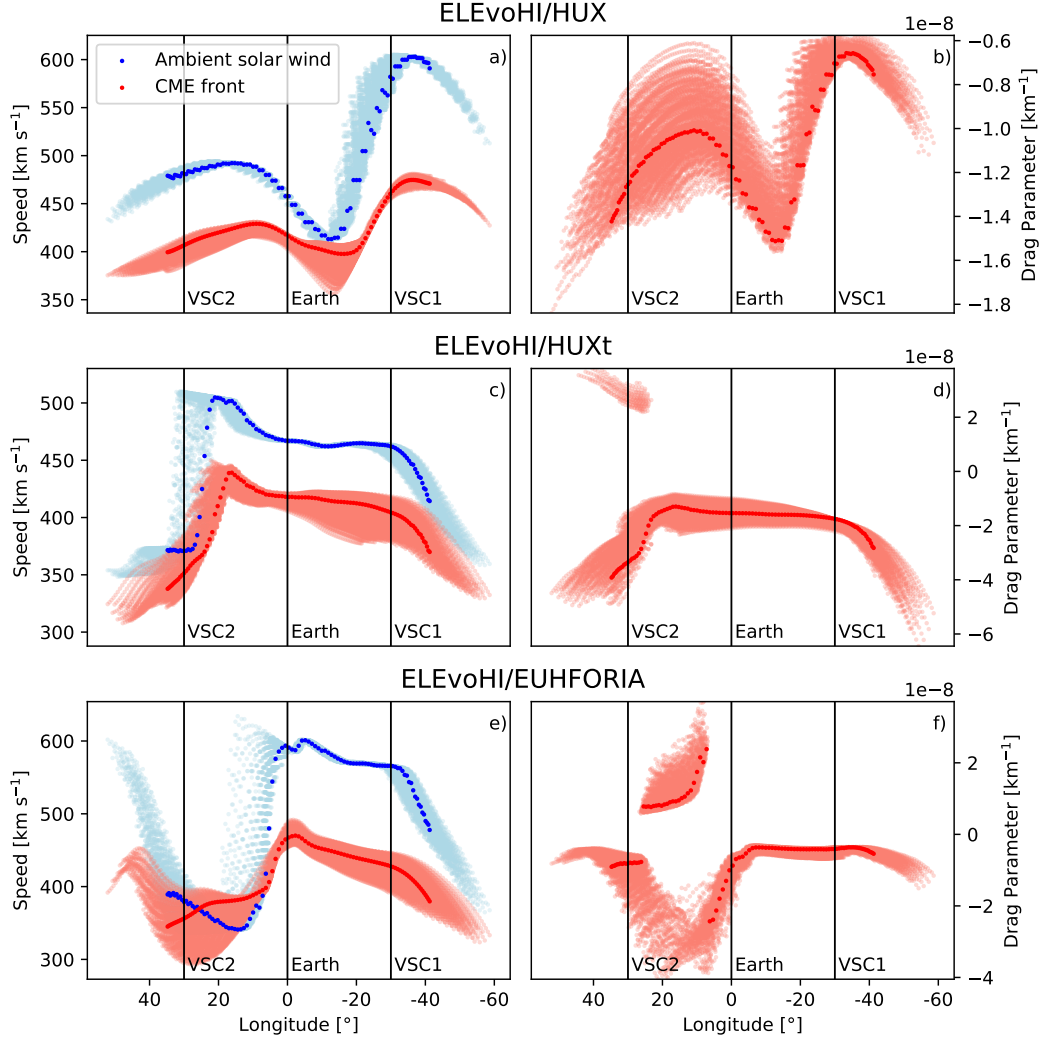 ELEvoHI/HUX
1e−8
Ambient solar wind
CME front
a)
b)
600
550
500
450
400
350
Speed [km s⁻¹]
VSC2
Earth
VSC1
VSC2
Earth
VSC1
−0.6
−0.8
−1.0
−1.2
−1.4
−1.6
−1.8
Drag Parameter [km⁻¹]
ELEvoHI/HUXt
1e−8
c)
d)
500
450
400
350
300
Speed [km s⁻¹]
VSC2
Earth
VSC1
VSC2
Earth
VSC1
2
0
−2
−4
−6
Drag Parameter [km⁻¹]
ELEvoHI/EUHFORIA
1e−8
e)
f)
600
500
400
300
Speed [km s⁻¹]
VSC2
Earth
VSC1
VSC2
Earth
VSC1
2
0
−2
−4
Drag Parameter [km⁻¹]
40 20 0 -20 -40 -60
40 20 0 -20 -40 -60
Longitude [°]
Longitude [°]